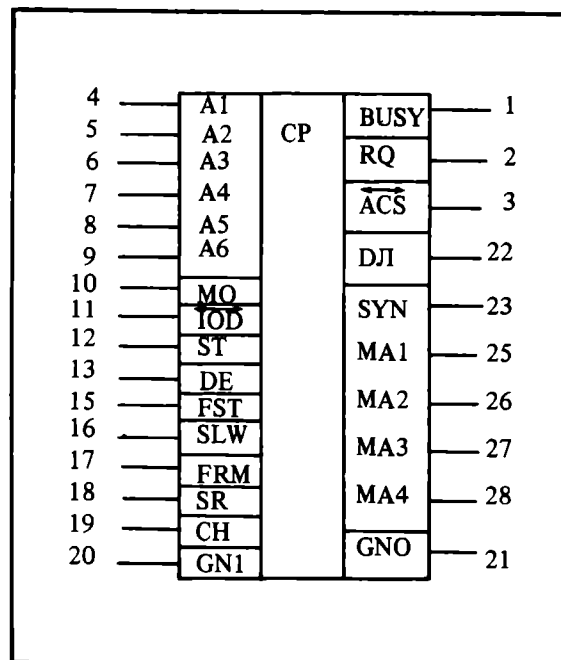 4 A1 CP BUSY 1
5 A2
6 A3 RQ 2
7 A4 ACS 3
8 A5
9 A6 DЛ 22
10 MO
11 IOD SYN 23
12 ST
13 DE MA1 25
15 FST MA2 26
16 SLW
17 FRM MA3 27
18 SR MA4 28
19 CH
20 GN1 GNO 21